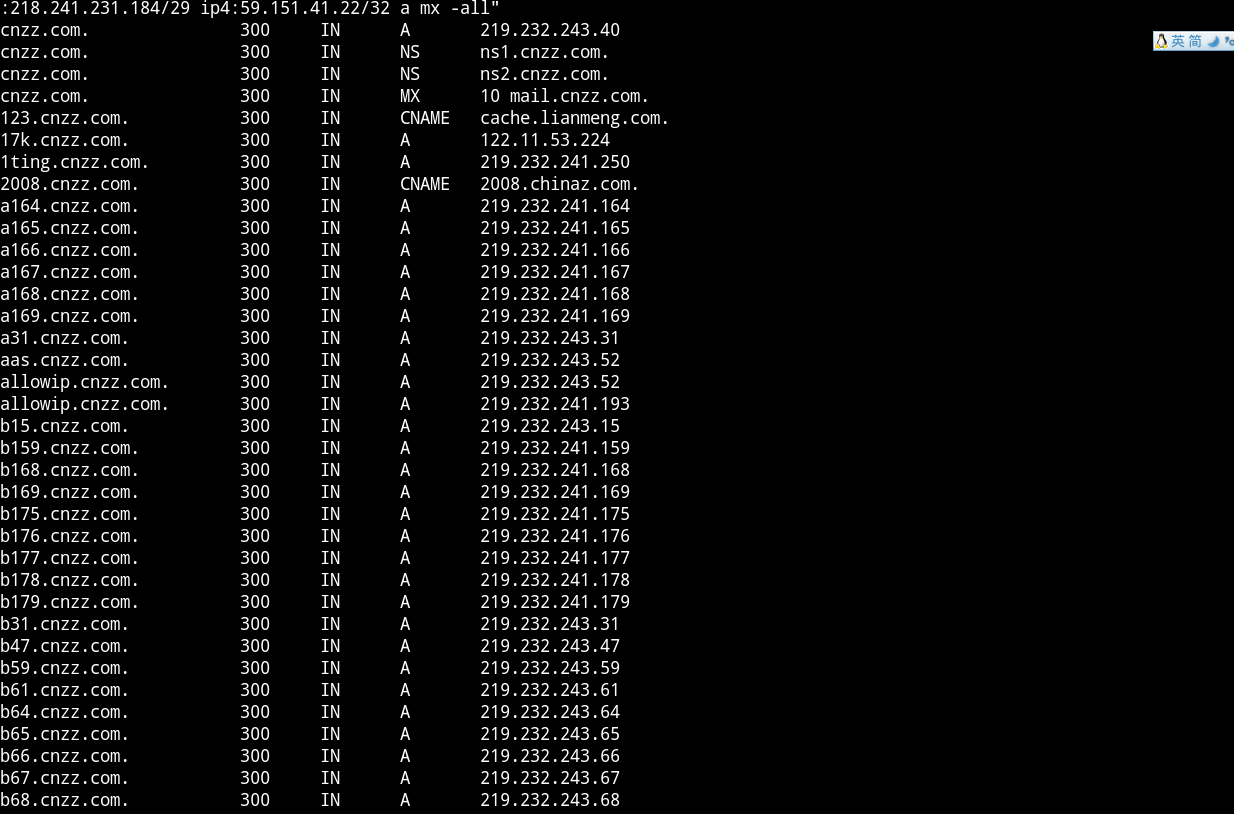 :218.241.231.184/29 ip4:59.151.41.22/32 a mx -all"
cnzz.com. 300 IN A 219.232.243.40
英 简
cnzz.com. 300 IN NS ns1.cnzz.com.
cnzz.com. 300 IN NS ns2.cnzz.com.
cnzz.com. 300 IN MX 10 mail.cnzz.com.
123.cnzz.com. 300 IN CNAME cache.lianmeng.com.
17k.cnzz.com. 300 IN A 122.11.53.224
1ting.cnzz.com. 300 IN A 219.232.241.250
2008.cnzz.com. 300 IN CNAME 2008.chinaz.com.
a164.cnzz.com. 300 IN A 219.232.241.164
a165.cnzz.com. 300 IN A 219.232.241.165
a166.cnzz.com. 300 IN A 219.232.241.166
a167.cnzz.com. 300 IN A 219.232.241.167
a168.cnzz.com. 300 IN A 219.232.241.168
a169.cnzz.com. 300 IN A 219.232.241.169
a31.cnzz.com. 300 IN A 219.232.243.31
aas.cnzz.com. 300 IN A 219.232.243.52
allowip.cnzz.com. 300 IN A 219.232.243.52
allowip.cnzz.com. 300 IN A 219.232.241.193
b15.cnzz.com. 300 IN A 219.232.243.15
b159.cnzz.com. 300 IN A 219.232.241.159
b168.cnzz.com. 300 IN A 219.232.241.168
b169.cnzz.com. 300 IN A 219.232.241.169
b175.cnzz.com. 300 IN A 219.232.241.175
b176.cnzz.com. 300 IN A 219.232.241.176
b177.cnzz.com. 300 IN A 219.232.241.177
b178.cnzz.com. 300 IN A 219.232.241.178
b179.cnzz.com. 300 IN A 219.232.241.179
b31.cnzz.com. 300 IN A 219.232.243.31
b47.cnzz.com. 300 IN A 219.232.243.47
b59.cnzz.com. 300 IN A 219.232.243.59
b61.cnzz.com. 300 IN A 219.232.243.61
b64.cnzz.com. 300 IN A 219.232.243.64
b65.cnzz.com. 300 IN A 219.232.243.65
b66.cnzz.com. 300 IN A 219.232.243.66
b67.cnzz.com. 300 IN A 219.232.243.67
b68.cnzz.com. 300 IN A 219.232.243.68